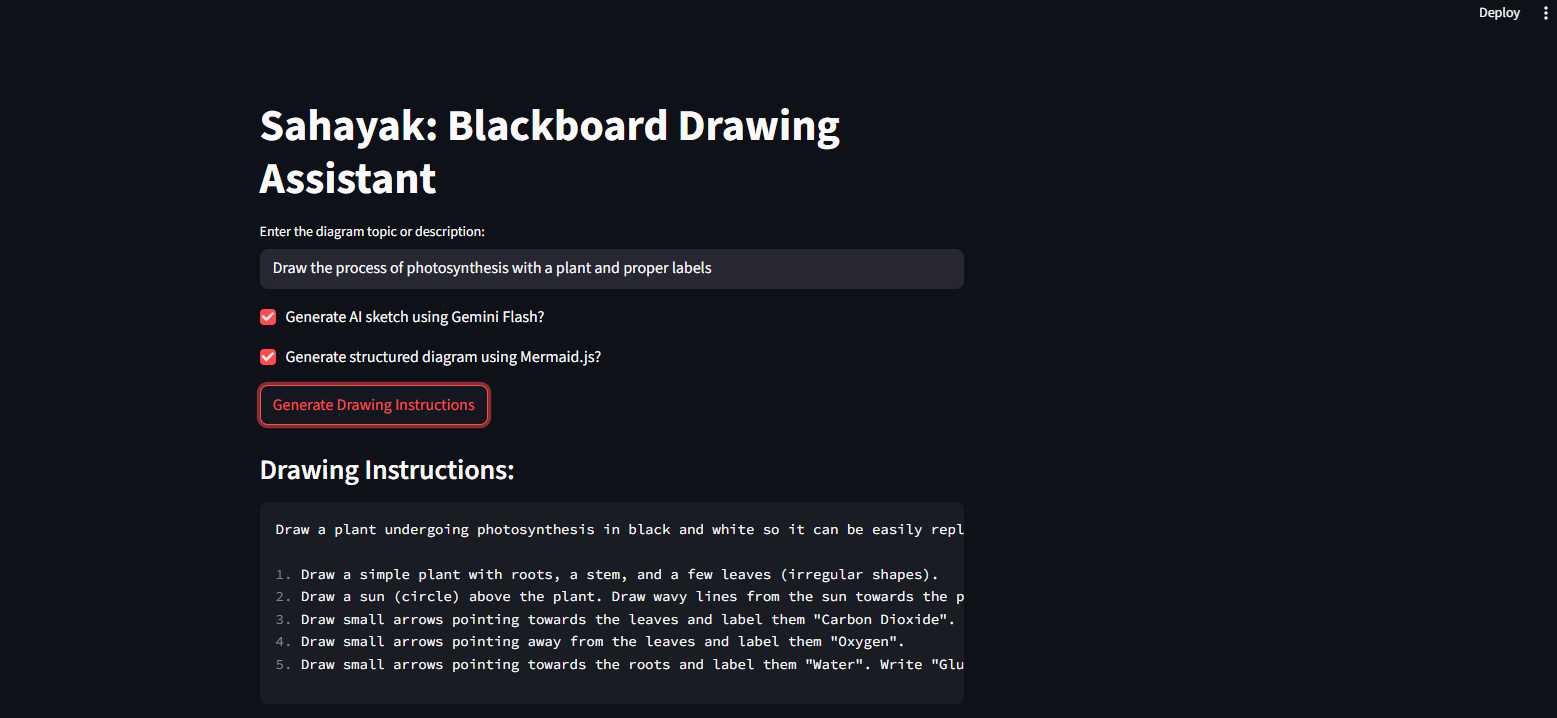 Deploy
Sahayak: Blackboard Drawing
Assistant
Enter the diagram topic or description:
Draw the process of photosynthesis with a plant and proper labels
Generate AI sketch using Gemini Flash?
Generate structured diagram using Mermaid.js?
Generate Drawing Instructions
Drawing Instructions:
Draw a plant undergoing photosynthesis in black and white so it can be easily repl
1. Draw a simple plant with roots, a stem, and a few leaves (irregular shapes).
2. Draw a sun (circle) above the plant. Draw wavy lines from the sun towards the p
3. Draw small arrows pointing towards the leaves and label them "Carbon Dioxide".
4. Draw small arrows pointing away from the leaves and label them "Oxygen".
5. Draw small arrows pointing towards the roots and label them "Water". Write "Glu